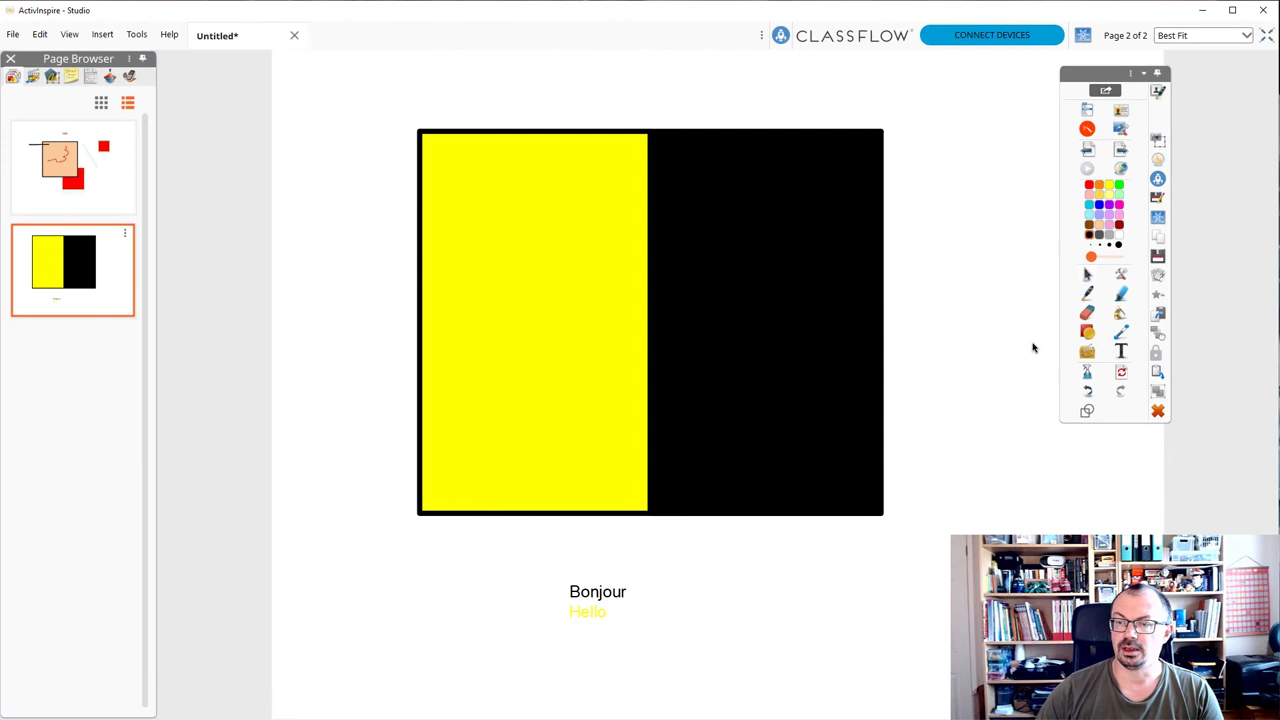 ActivInspire - Studio
File Edit View Insert Tools Help
Untitled*
CLASSFLOW
CONNECT DEVICES
Page 2 of 2
Best Fit
Page Browser
Bonjour
Hello